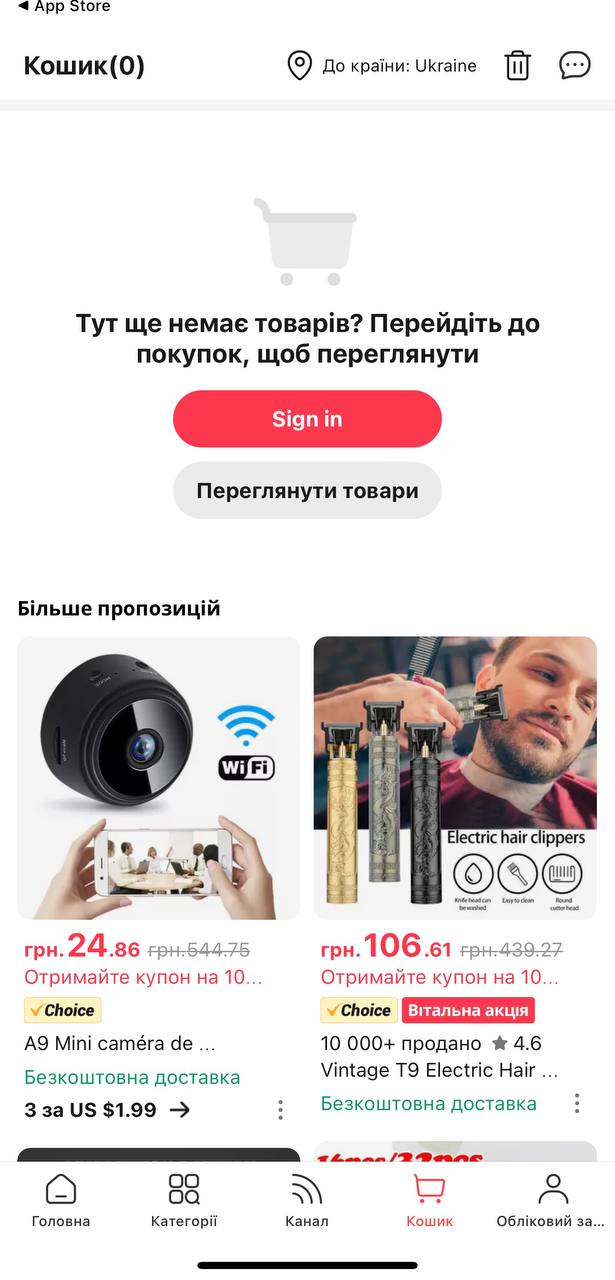 ◀ App Store
Кошик(0)
До країни: Ukraine
Тут ще немає товарів? Перейдіть до
покупок, щоб переглянути
Sign in
Переглянути товари
Більше пропозицій
WiFi
Electric hair clippers
Knife head can
be washed
Easy to clean
Round
cutter head
грн.24.86 грн.544.75
Отримайте купон на 10...
Choice
A9 Mini caméra de ...
Безкоштовна доставка
3 за US $1.99 →
грн.106.61 грн.439.27
Отримайте купон на 10...
Choice Вітальна акція
10 000+ продано ★ 4.6
Vintage T9 Electric Hair ...
Безкоштовна доставка
Головна
Категорії
Канал
Кошик
Обліковий за...